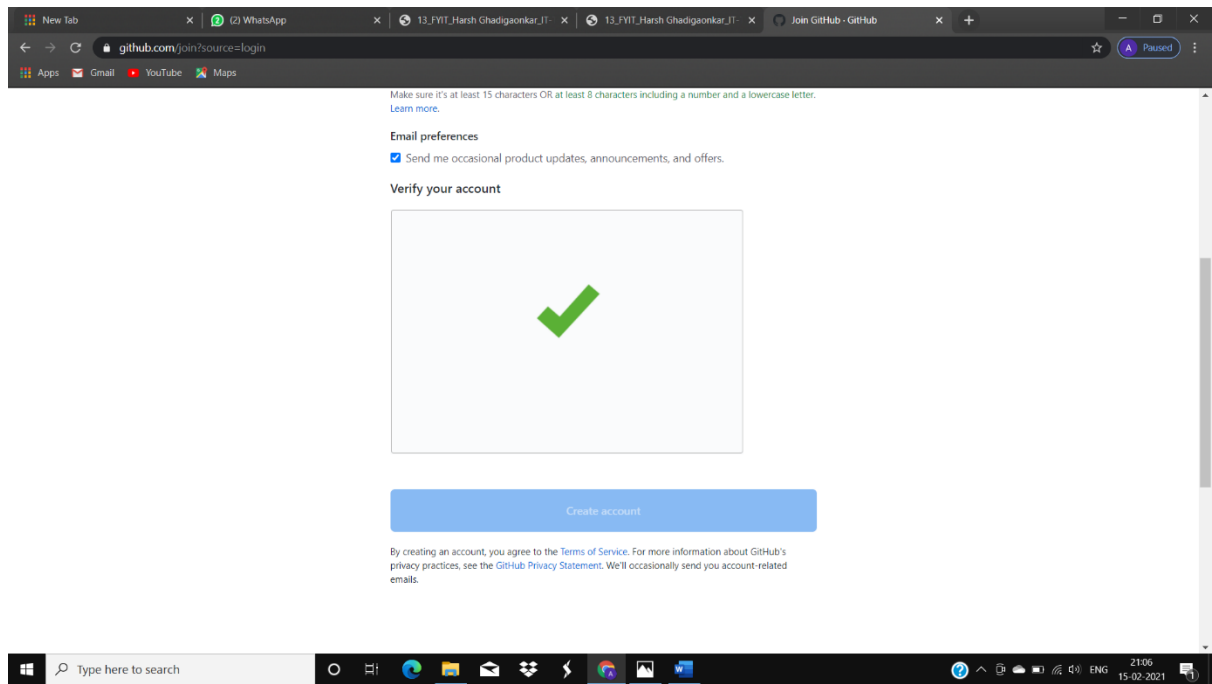 New Tab
(2) WhatsApp
13_FYIT_Harsh Ghadigaonkar_IT-
13_FYIT_Harsh Ghadigaonkar_IT-
Join GitHub · GitHub
github.com/join?source=login
A Paused
Apps
Gmail
YouTube
Maps
Make sure it's at least 15 characters OR at least 8 characters including a number and a lowercase letter.
Learn more.
Email preferences
Send me occasional product updates, announcements, and offers.
Verify your account
Create account
By creating an account, you agree to the Terms of Service. For more information about GitHub's
privacy practices, see the GitHub Privacy Statement. We'll occasionally send you account-related
emails.
Type here to search
ENG
21:06
15-02-2021